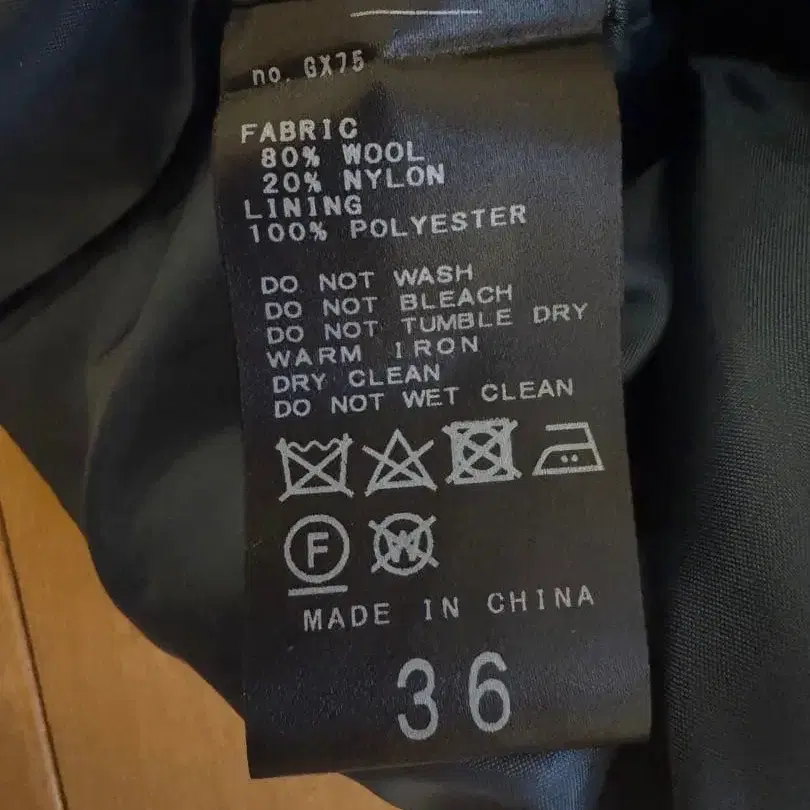 no. GX75
FABRIC
80% WOOL
20% NYLON
LINING
100% POLYESTER
DO NOT WASH
DO NOT BLEACH
DO NOT TUMBLE DRY
WARM IRON
DRY CLEAN
DO NOT WET CLEAN
F W
MADE IN CHINA
36